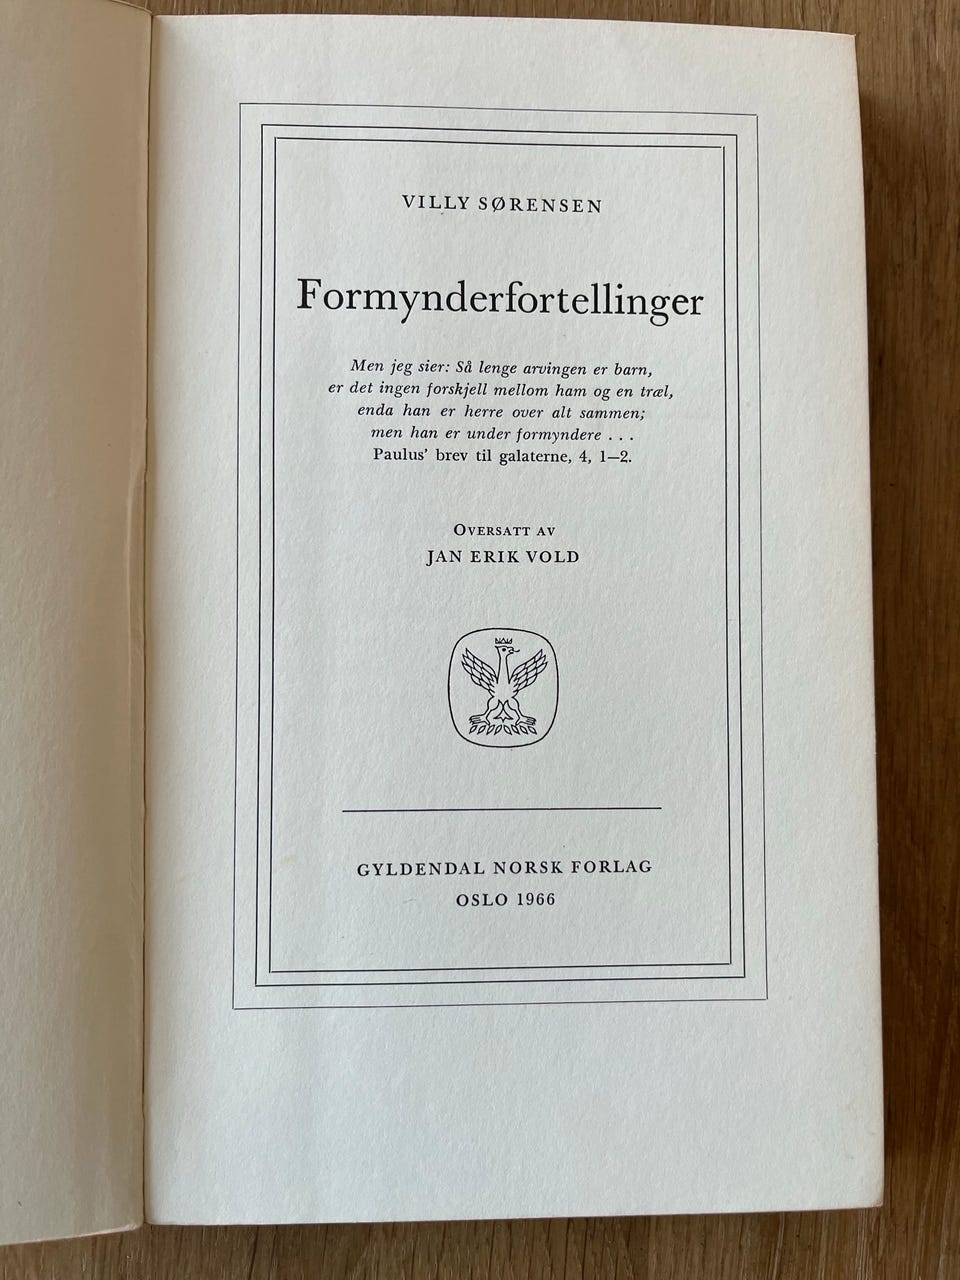 VILLY SØRENSEN
Formynderfortellinger
Men jeg sier: Så lenge arvingen er barn,
er det ingen forskjell mellom ham og en træl,
enda han er herre over alt sammen;
men han er under formyndere . . .
Paulus’ brev til galaterne, 4, 1—2.
OVERSATT AV
JAN ERIK VOLD
GYLDENDAL NORSK FORLAG
OSLO 1966